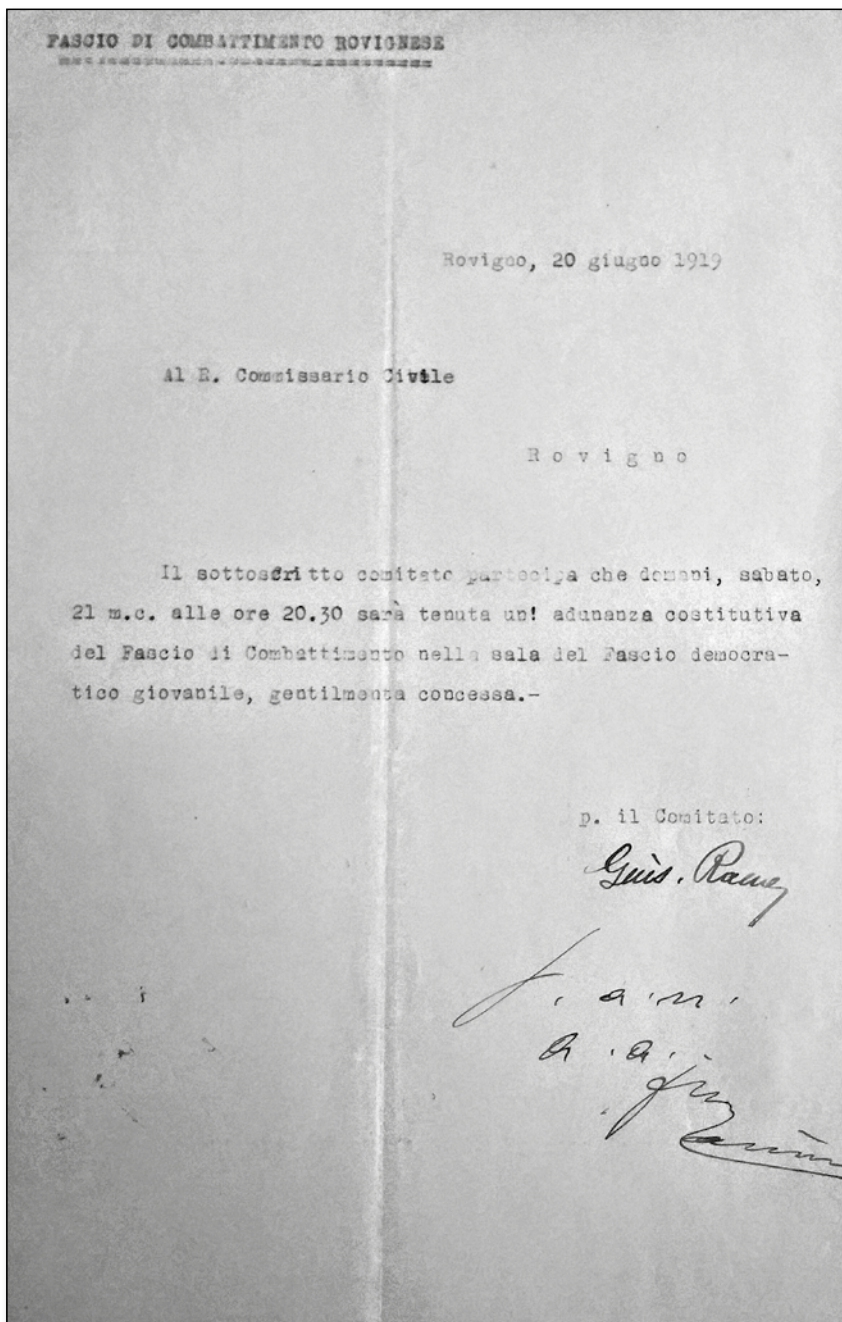 FASCIO DI COMBATTIMENTO ROVIGNESE
Rovigno, 20 giugno 1919
Al R. Commissario Civile
R o v i g n o
Il sottoscritto comitato partecipa che domani, sabato,
21 m.c. alle ore 20.30 sarà tenuta un' adunanza costitutiva
del Fascio di Combattimento nella sala del Fascio democra-
tico giovanile, gentilmenta concessa.-
p. il Comitato:
Gius.
a. a.